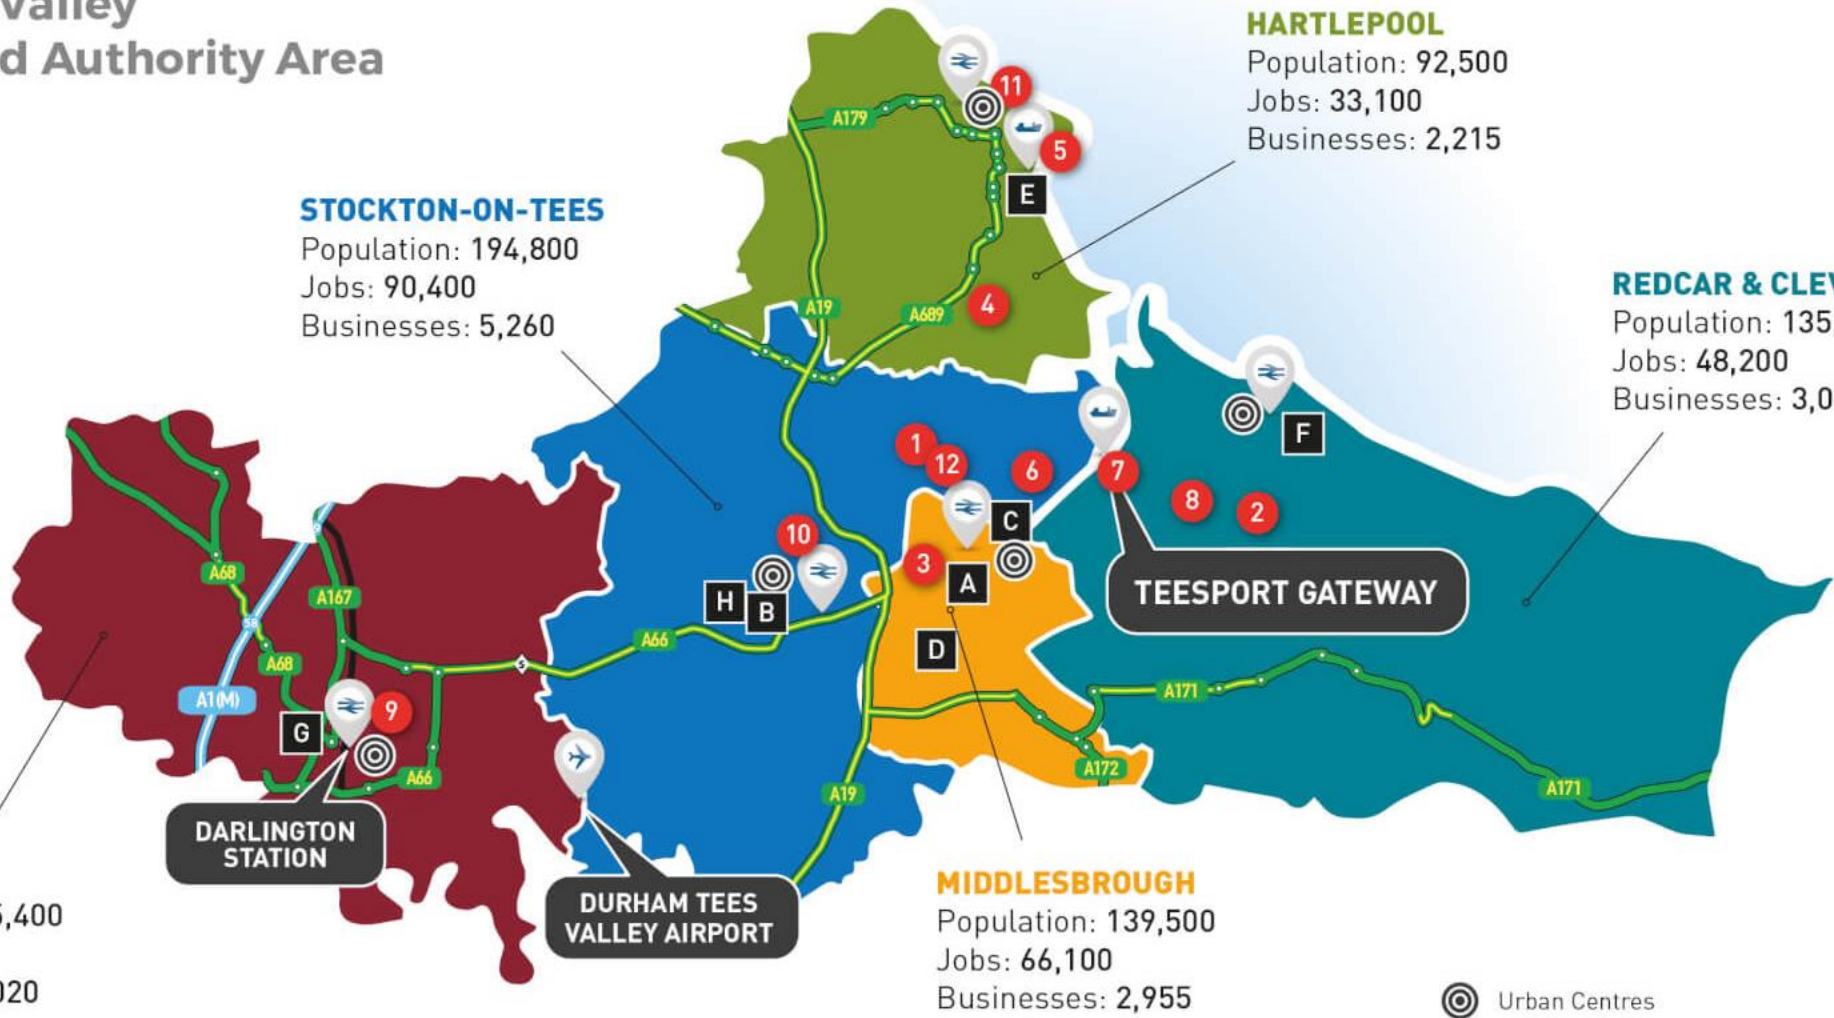 Valley
d Authority Area
HARTLEPOOL
Population: 92,500
Jobs: 33,100
Businesses: 2,215
STOCKTON-ON-TEES
Population: 194,800
Jobs: 90,400
Businesses: 5,260
REDCAR & CLEV
Population: 135
Jobs: 48,200
Businesses: 3,0
11
A179
5
E
A19
A689
4
F
1
12
6
7
8
2
C
10
3
A
H
B
D
TEESPORT GATEWAY
A68
A167
58
A68
A66
A1(M)
G
9
A66
A171
A172
A171
A19
DARLINGTON
STATION
DURHAM TEES
VALLEY AIRPORT
MIDDLESBROUGH
Population: 139,500
Jobs: 66,100
Businesses: 2,955
5,400
020
Urban Centres